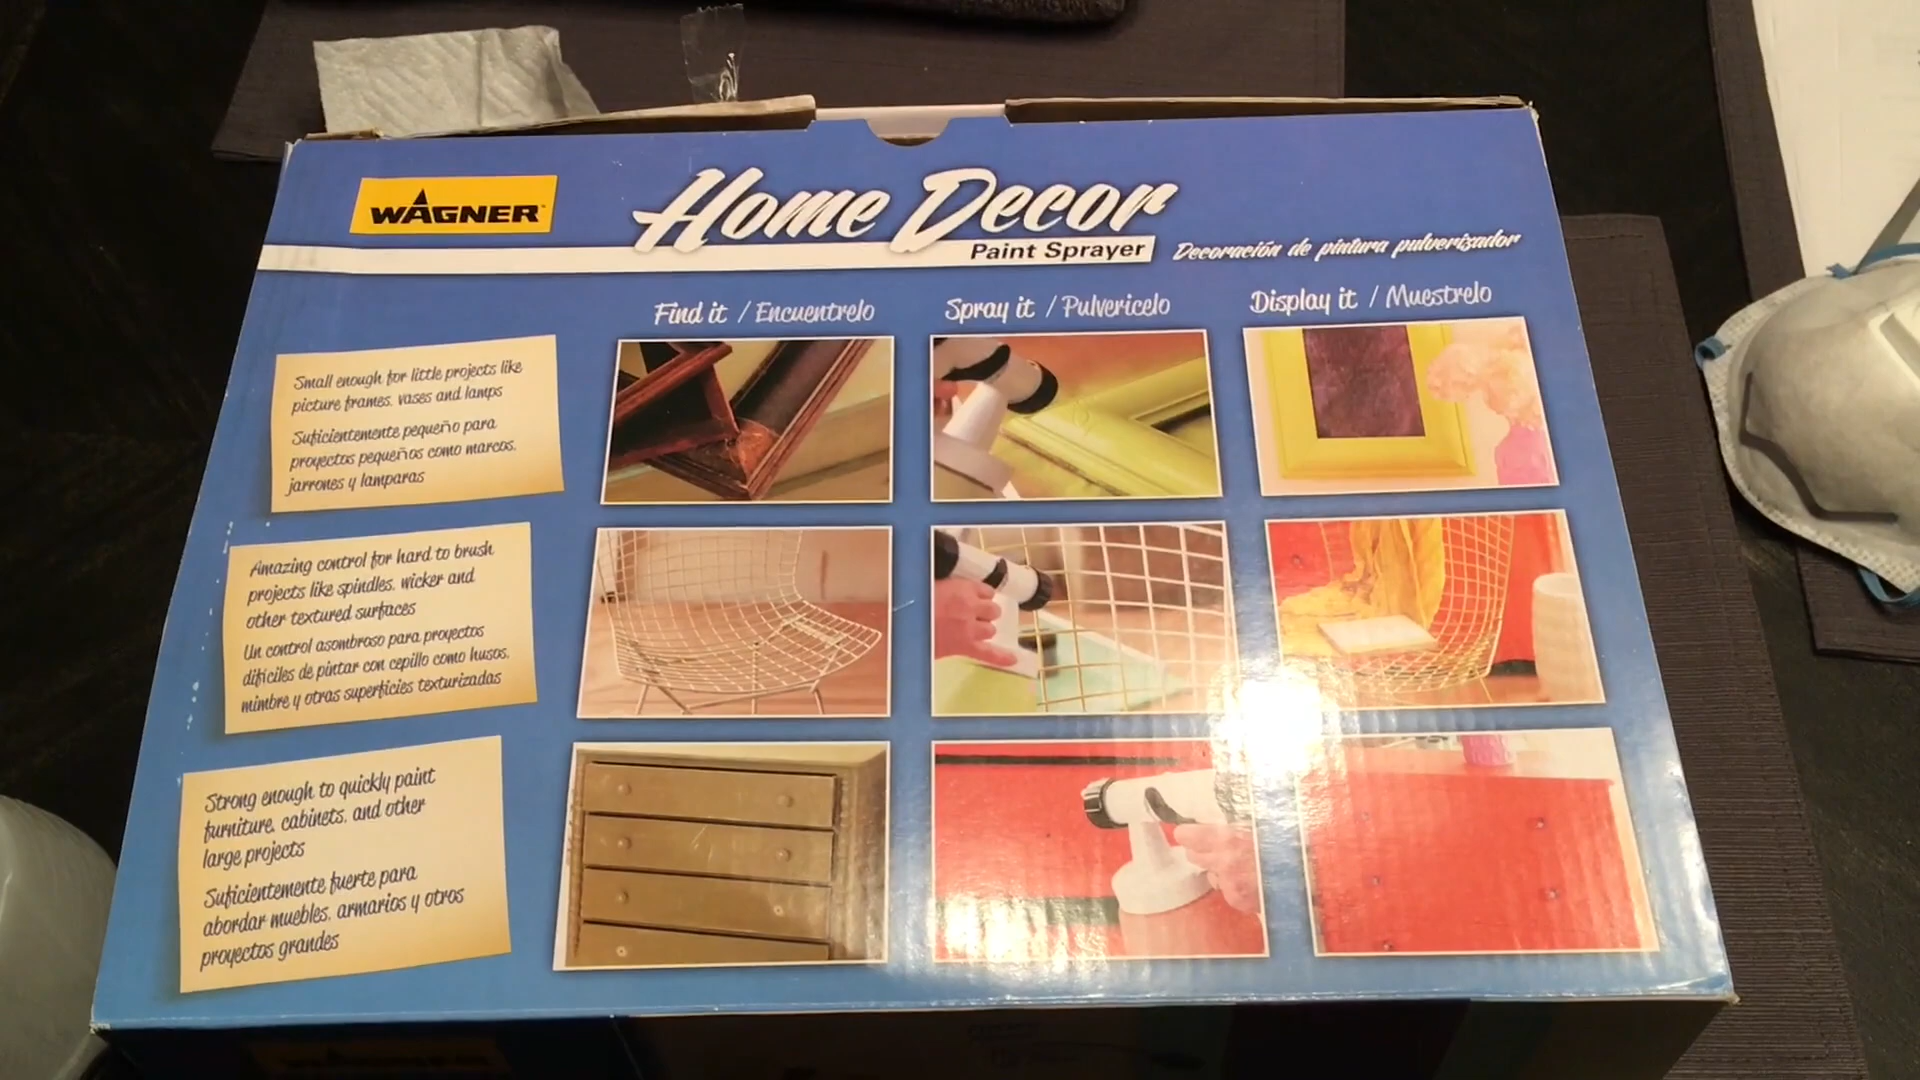 WAGNER
Home Decor
Paint Sprayer
Decoración de pintura pulverizador
Find it / Encuentrelo
Spray it / Pulvericelo
Display it / Muestrelo
Small enough for little projects like
picture frames, vases and lamps
Suficientemente pequeño para
proyectos pequeños como marcos,
jarrones y lamparas
Amazing control for hard to brush
projects like spindles, wicker and
other textured surfaces
Un control asombroso para proyectos
difíciles de pintar con cepillo como husos,
mimbre y otras superficies texturizadas
Strong enough to quickly paint
furniture, cabinets, and other
large projects
Suficientemente fuerte para
abordar muebles, armarios y otros
proyectos grandes